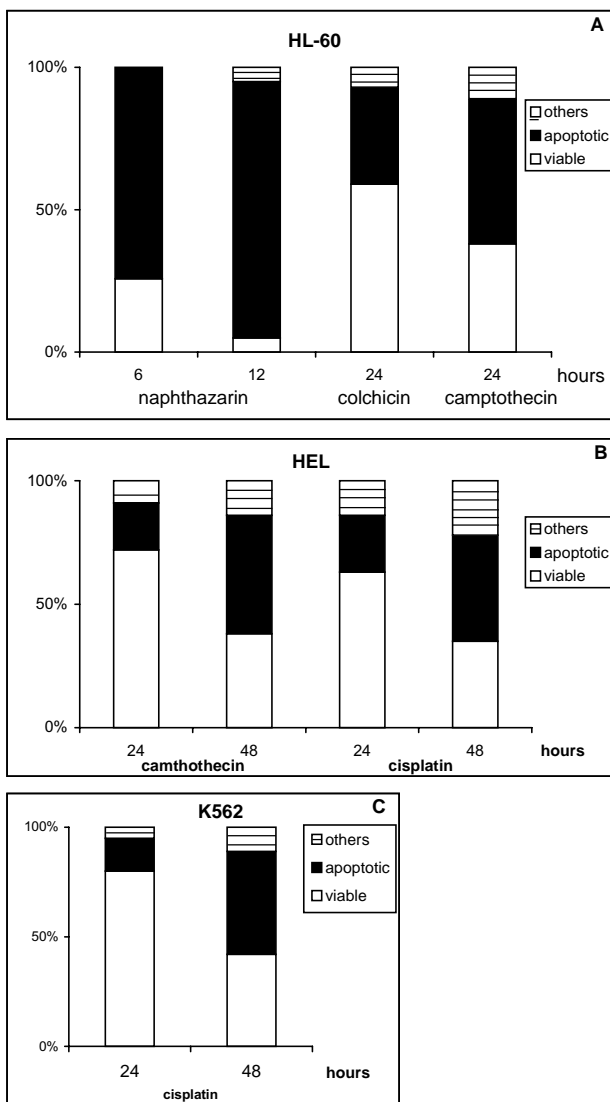 A
HL-60
100%
50%
0%
others
apoptotic
viable
6 12 24 24 hours
naphthazarin colchicin camptothecin
B
HEL
100%
50%
0%
others
apoptotic
viable
24 48 24 48 hours
camthothecin cisplatin
C
K562
100%
50%
0%
others
apoptotic
viable
24 48 hours
cisplatin